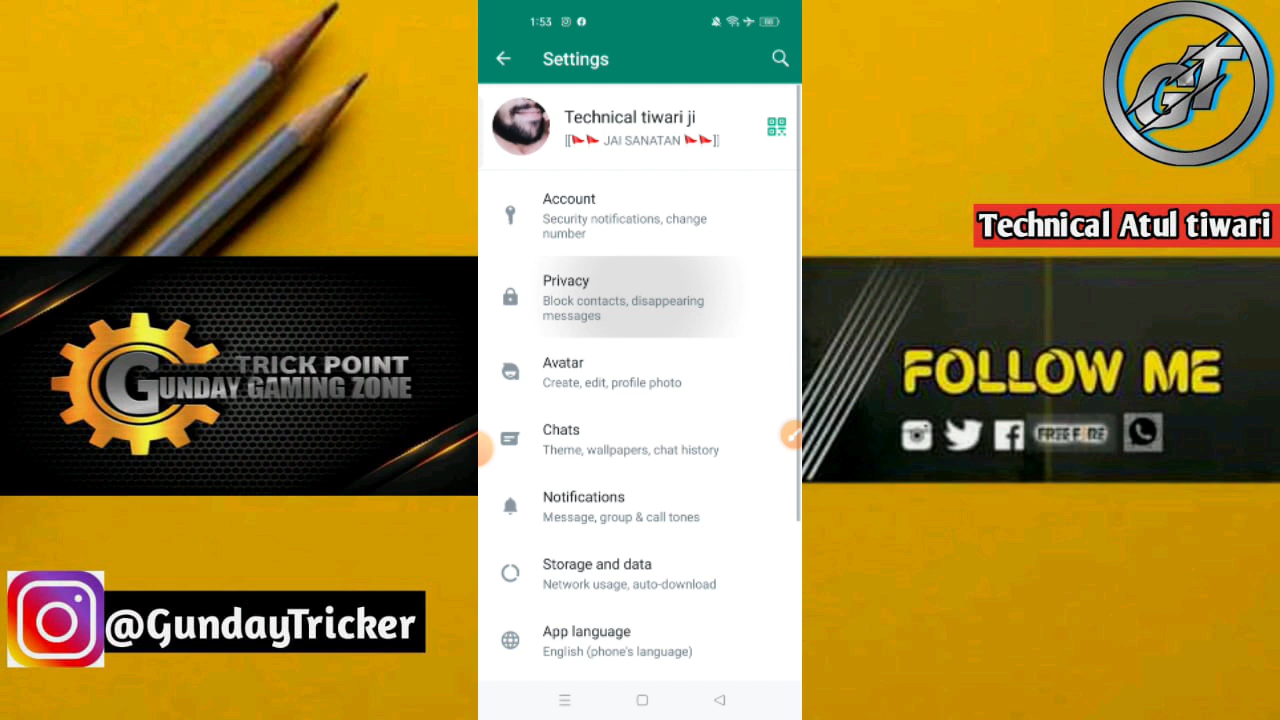 1:53
Settings
Technical tiwari ji
[[🚩🚩 JAI SANATAN 🚩🚩]]
Account
Security notifications, change
number
Privacy
Block contacts, disappearing
messages
Avatar
Create, edit, profile photo
Chats
Theme, wallpapers, chat history
Notifications
Message, group & call tones
Storage and data
Network usage, auto-download
App language
English (phone's language)
TRICK POINT
GUNDAY GAMING ZONE
@GundayTricker
GT
Technical Atul tiwari
FOLLOW ME
FREE FIRE